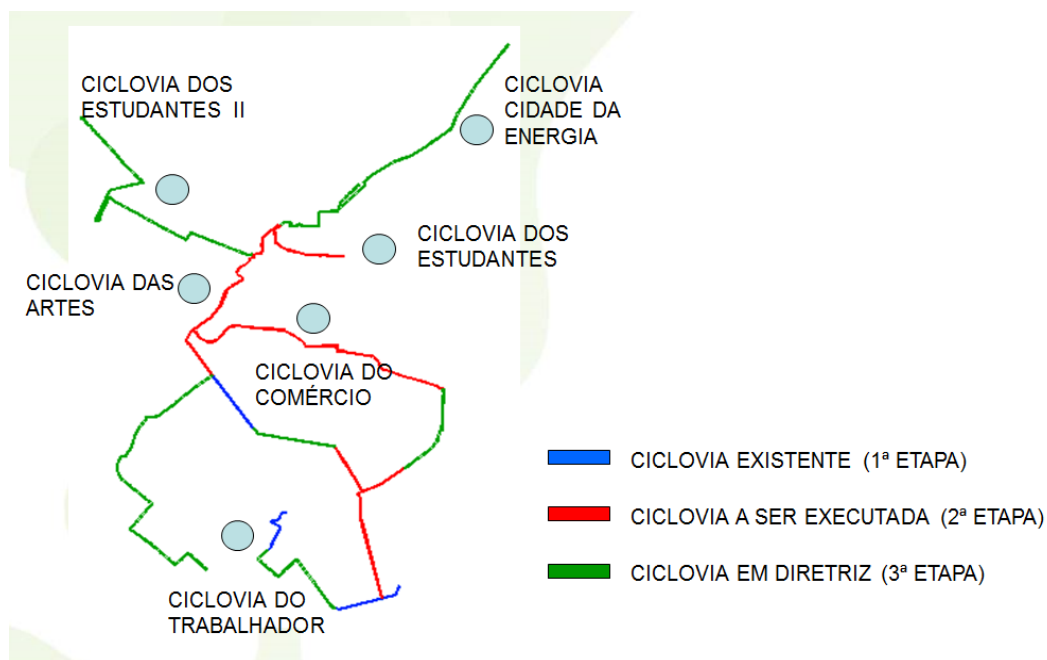 CICLOVIA DOS
ESTUDANTES II
CICLOVIA
CIDADE DA
ENERGIA
CICLOVIA DOS
ESTUDANTES
CICLOVIA DAS
ARTES
CICLOVIA DO
COMÉRCIO
CICLOVIA EXISTENTE (1ª ETAPA)
CICLOVIA A SER EXECUTADA (2ª ETAPA)
CICLOVIA EM DIRETRIZ (3ª ETAPA)
CICLOVIA DO
TRABALHADOR